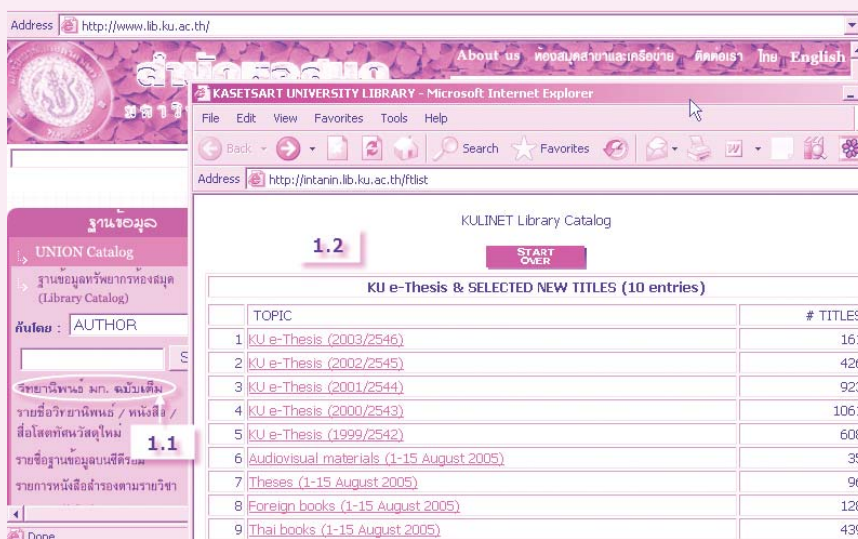 Address http://www.lib.ku.ac.th/
About us ห้องสมุดสาขาและเครือข่าย ติดต่อเรา ไทย English
KASETSART UNIVERSITY LIBRARY - Microsoft Internet Explorer
File Edit View Favorites Tools Help
Back Search Favorites
Address http://intanin.lib.ku.ac.th/ftlist
KULINET Library Catalog
1.2
START
OVER
KU e-Thesis & SELECTED NEW TITLES (10 entries)
TOPIC # TITLES
1 KU e-Thesis (2003/2546) 161
2 KU e-Thesis (2002/2545) 426
3 KU e-Thesis (2001/2544) 923
4 KU e-Thesis (2000/2543) 1061
5 KU e-Thesis (1999/2542) 608
6 Audiovisual materials (1-15 August 2005) 35
7 Theses (1-15 August 2005) 96
8 Foreign books (1-15 August 2005) 128
9 Thai books (1-15 August 2005) 439
ฐานข้อมูล
UNION Catalog
ฐานข้อมูลทรัพยากรห้องสมุด
(Library Catalog)
ค้นโดย : AUTHOR
วิทยานิพนธ์ มก. ฉบับเต็ม
รายชื่อวิทยานิพนธ์ / หนังสือ /
สื่อโสตทัศนวัสดุใหม่
1.1
รายชื่อฐานข้อมูลบนซีดีรอม
รายการหนังสือสำรองตามรายวิชา
Done